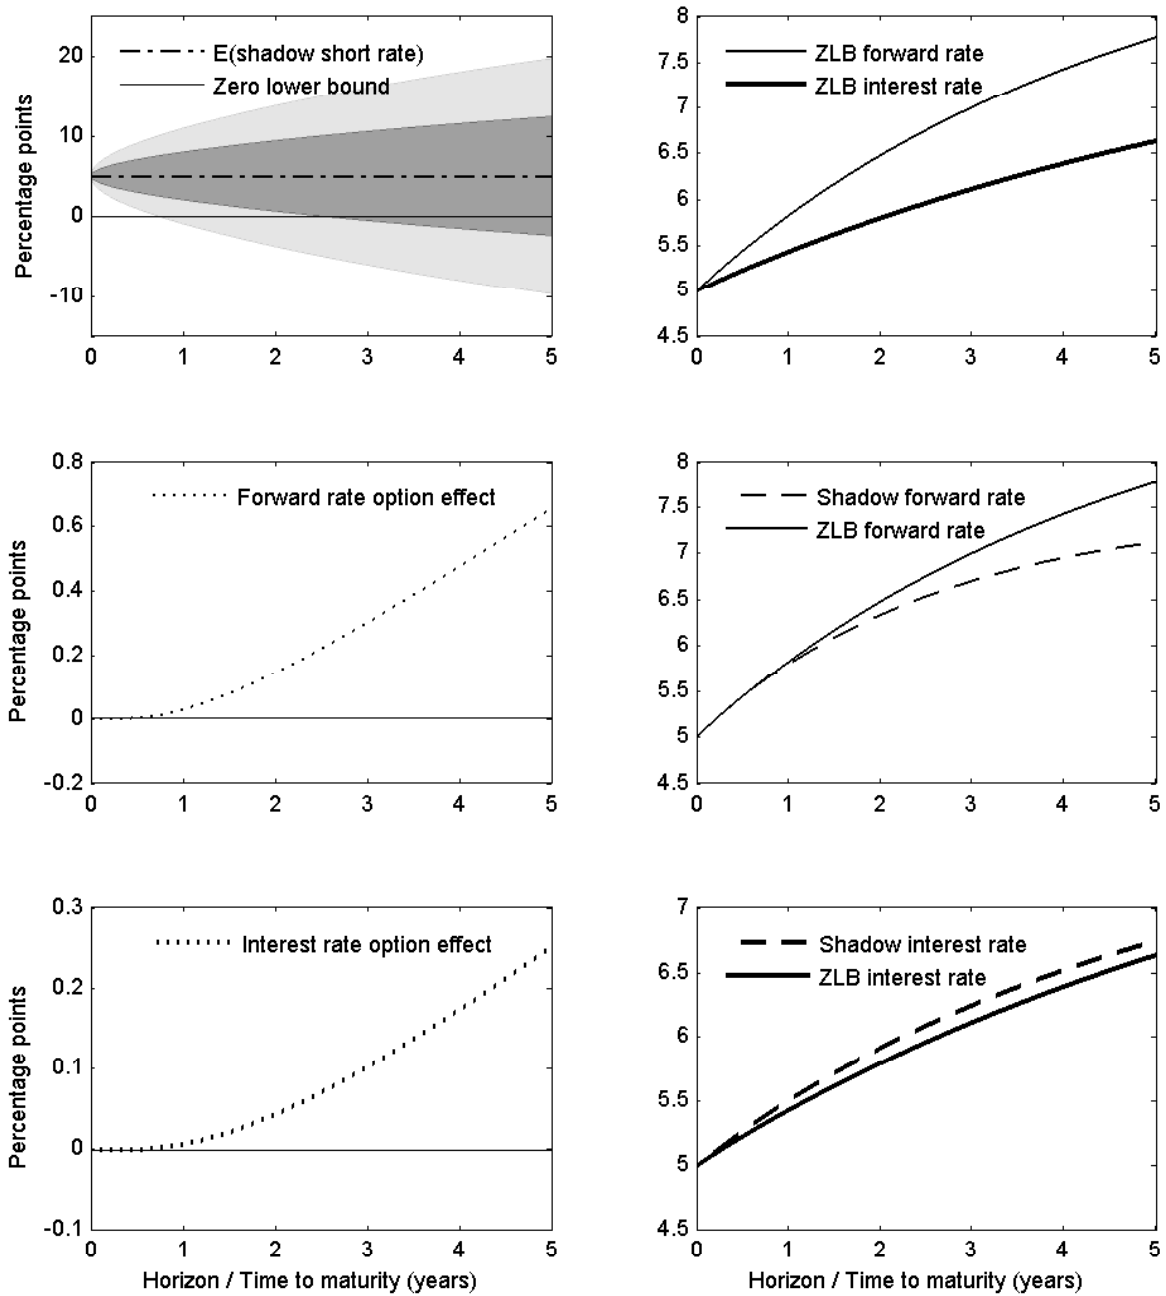 E(shadow short rate)
Zero lower bound
Percentage points
20
10
0
-10
0 1 2 3 4 5
ZLB forward rate
ZLB interest rate
8
7.5
7
6.5
6
5.5
5
4.5
0 1 2 3 4 5
Forward rate option effect
Percentage points
0.8
0.6
0.4
0.2
0
-0.2
0 1 2 3 4 5
Shadow forward rate
ZLB forward rate
8
7.5
7
6.5
6
5.5
5
4.5
0 1 2 3 4 5
Interest rate option effect
Percentage points
0.3
0.2
0.1
0
-0.1
0 1 2 3 4 5
Horizon / Time to maturity (years)
Shadow interest rate
ZLB interest rate
7
6.5
6
5.5
5
4.5
0 1 2 3 4 5
Horizon / Time to maturity (years)